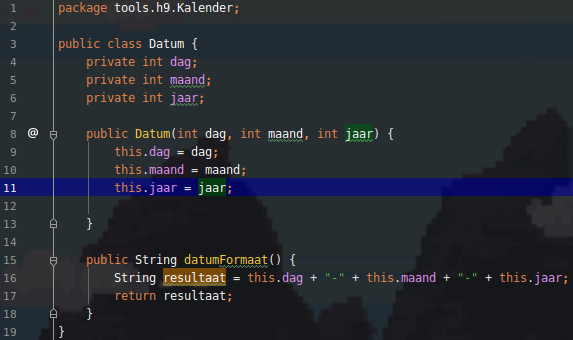 1 package tools.h9.Kalender;
2
3 public class Datum {
4 private int dag;
5 private int maand;
6 private int jaar;
7
8 @ public Datum(int dag, int maand, int jaar) {
9 this.dag = dag;
10 this.maand = maand;
11 this.jaar = jaar;
12
13 }
14
15 public String datumFormaat() {
16 String resultaat = this.dag + "-" + this.maand + "-" + this.jaar;
17 return resultaat;
18 }
19 }